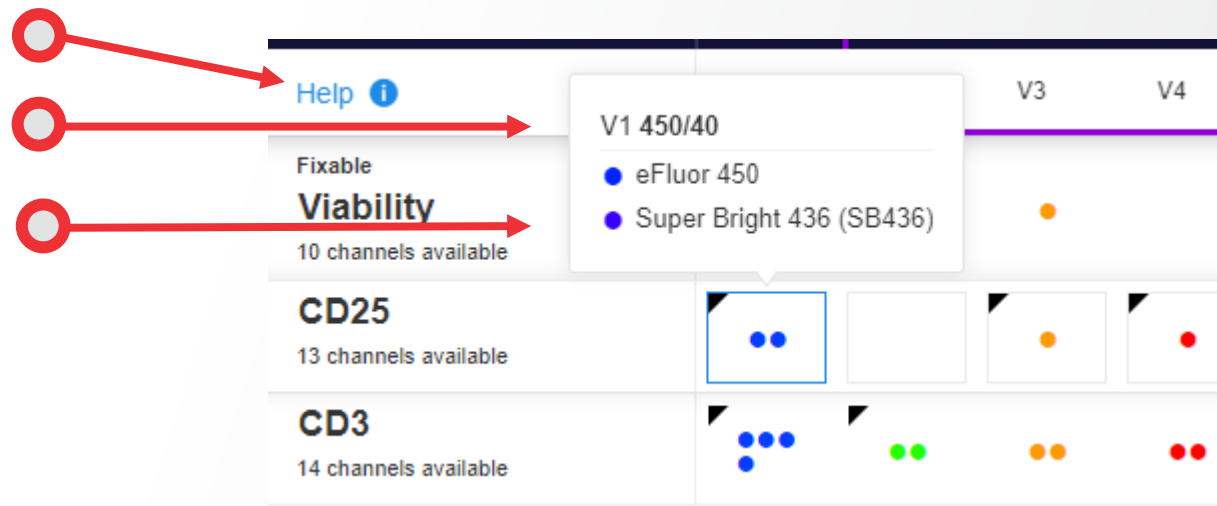 Help i
V3
V4
V1 450/40
eFluor 450
Super Bright 436 (SB436)
Fixable
Viability
10 channels available
CD25
13 channels available
CD3
14 channels available